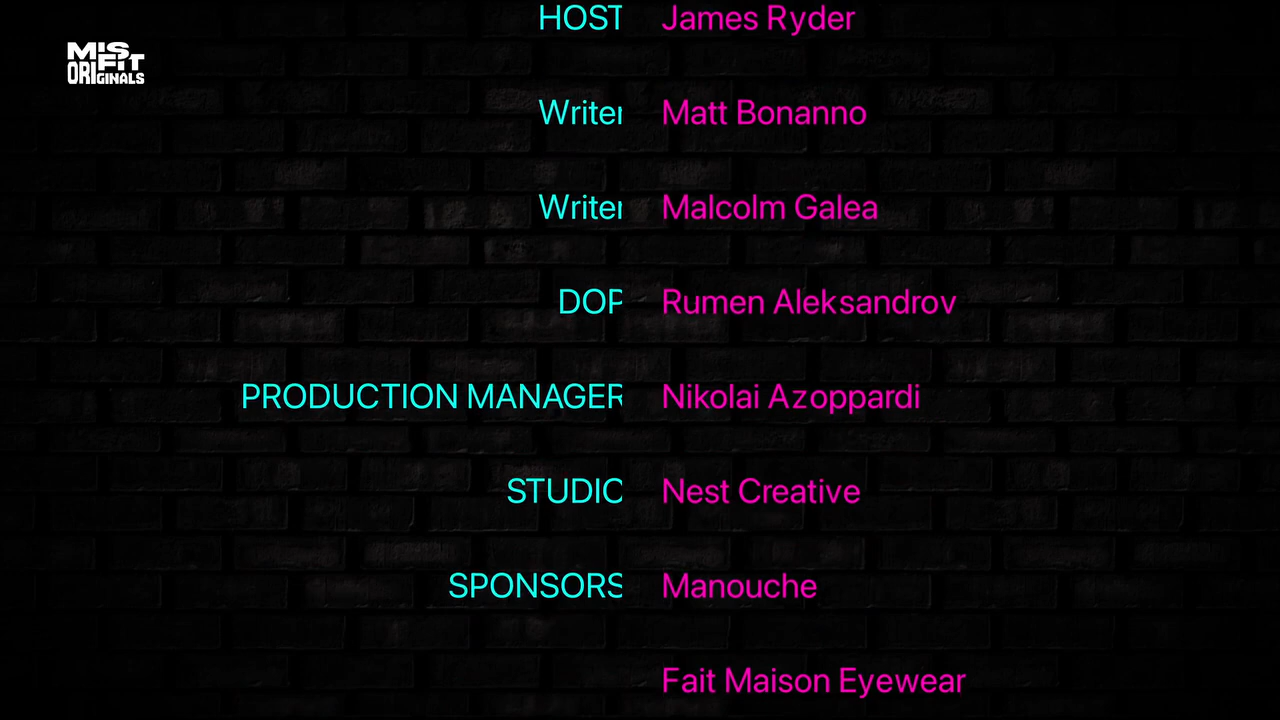 HOST James Ryder
MISFIT
ORIGINALS
Writer Matt Bonanno
Writer Malcolm Galea
DOP Rumen Aleksandrov
PRODUCTION MANAGER Nikolai Azoppardi
STUDIO Nest Creative
SPONSORS Manouche
Fait Maison Eyewear